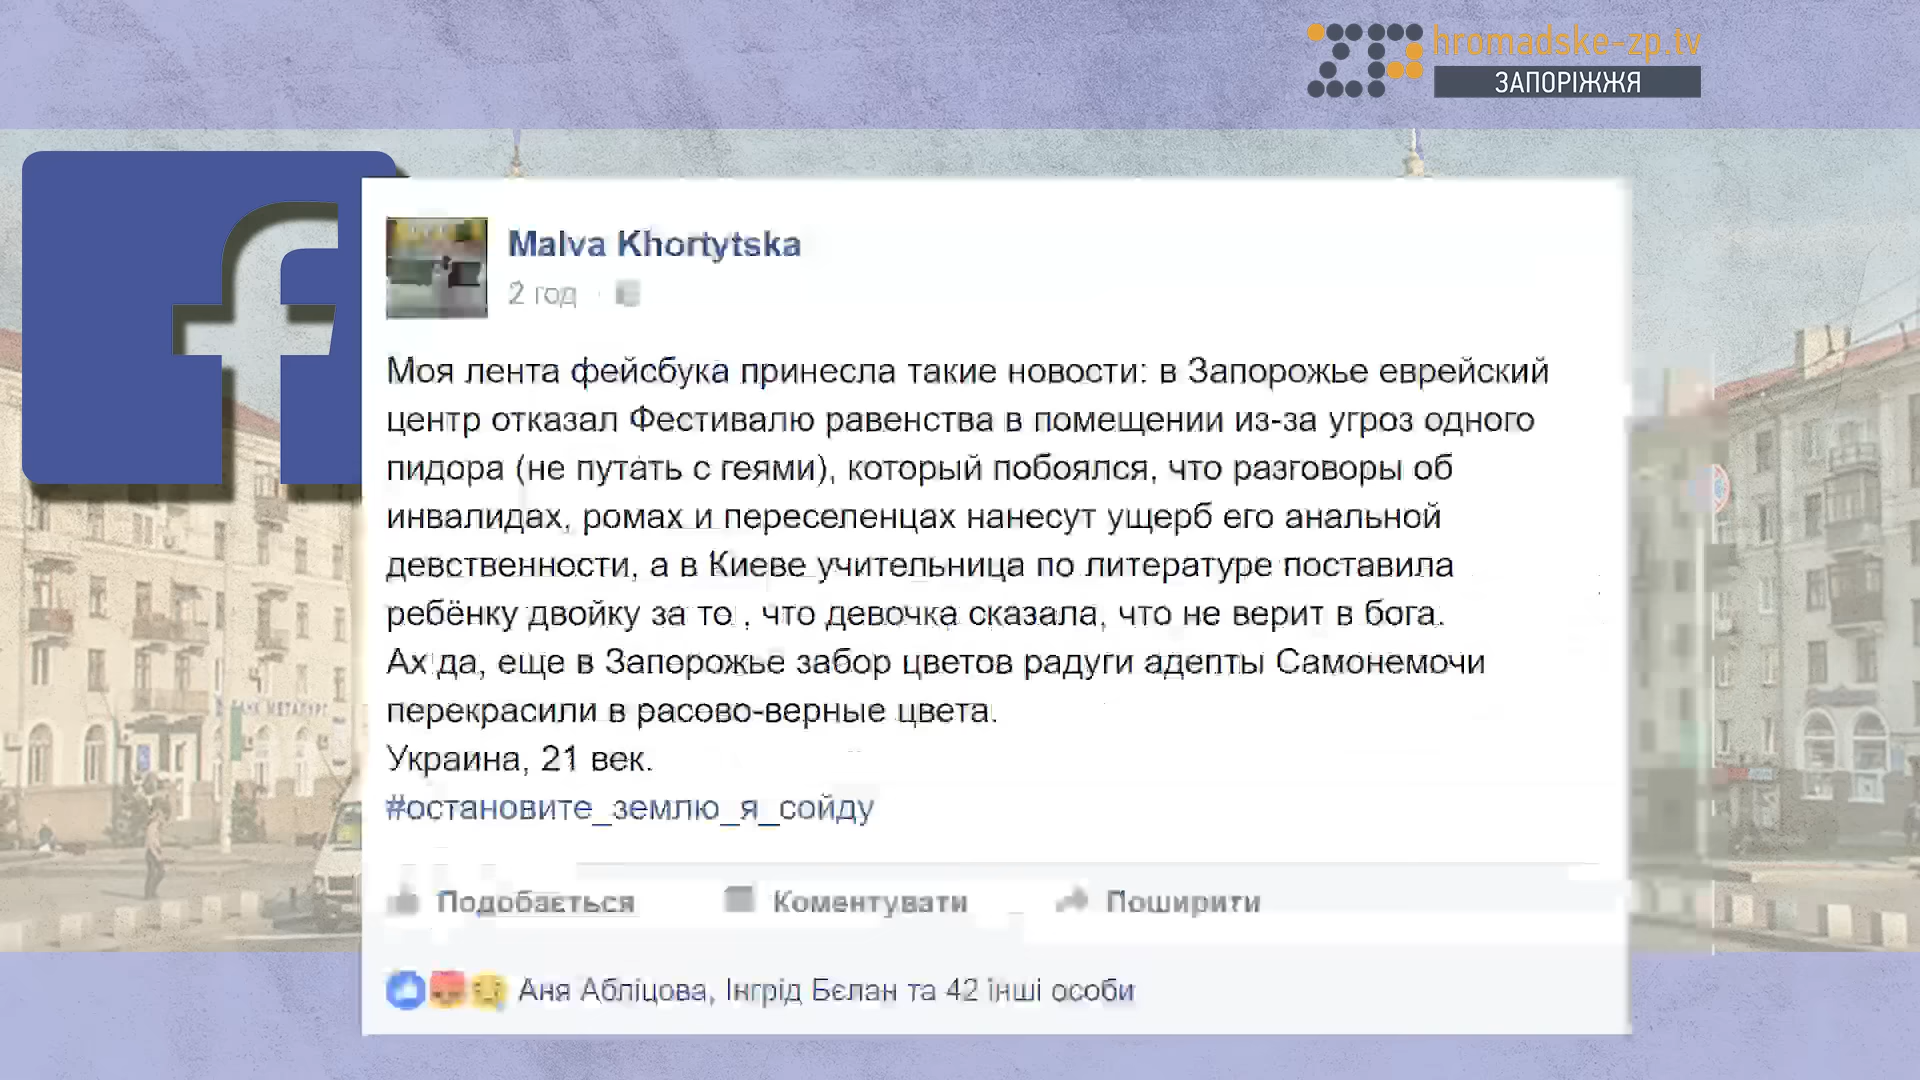 hromadske-zp.tv
ЗАПОРІЖЖЯ
Malva Khortytska
2 год
Моя лента фейсбука принесла такие новости: в Запорожье еврейский
центр отказал Фестивалю равенства в помещении из-за угроз одного
пидора (не путать с геями), который побоялся, что разговоры об
инвалидах, ромах и переселенцах нанесут ущерб его анальной
девственности, а в Киеве учительница по литературе поставила
ребёнку двойку за то , что девочка сказала, что не верит в бога.
Ах да, еще в Запорожье забор цветов радуги адепты Самонемочи
перекрасили в расово-верные цвета.
Украина, 21 век.
#остановите_землю_я_сойду
Подобається Коментувати Поширити
Аня Абліцова, Інгрід Бєлан та 42 інші особи
БАНК МЕТАЛУРГ